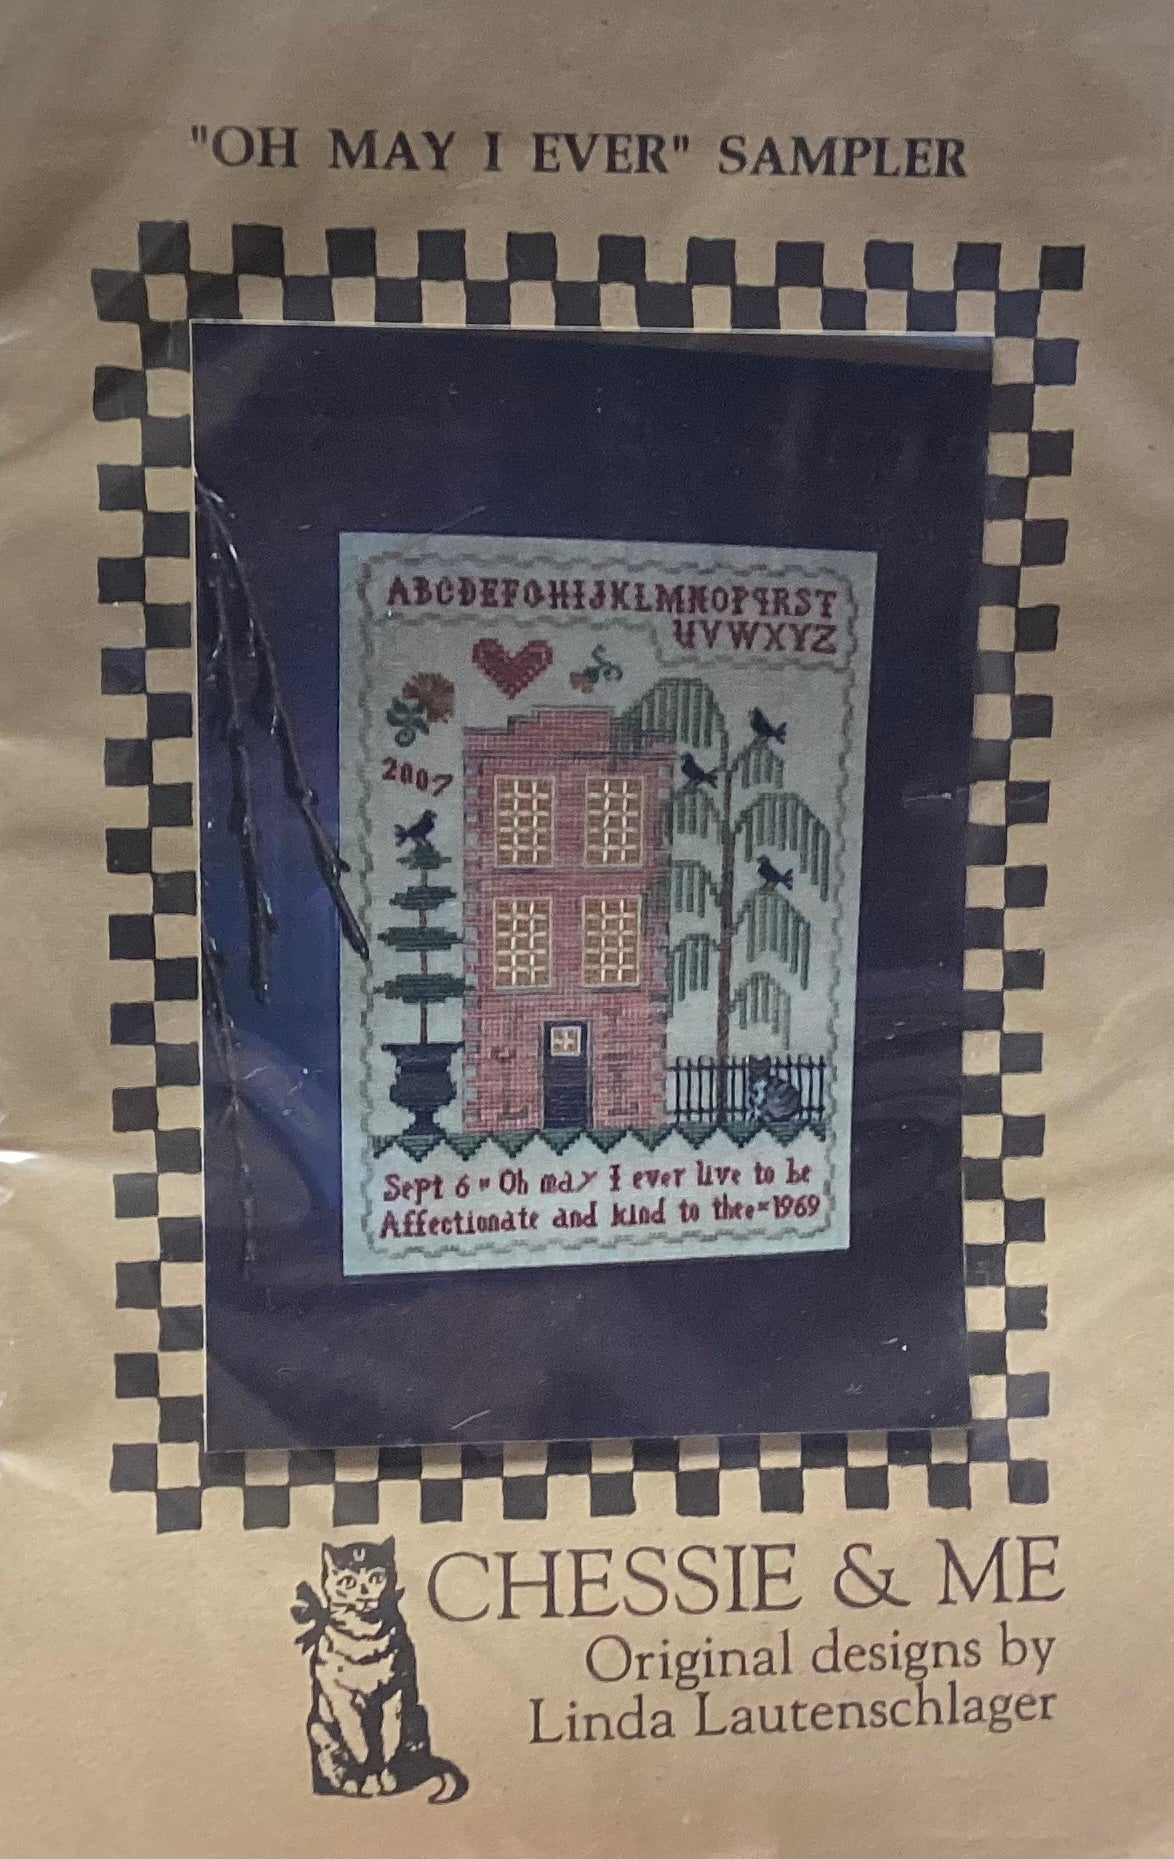 "OH MAY I EVER" SAMPLER
ABCDEFGHIJKLMNOPQRST
UVWXYZ
2007
Sept 6 " Oh may I ever live to be
Affectionate and kind to thee " 1969
CHESSIE & ME
Original designs by
Linda Lautenschlager